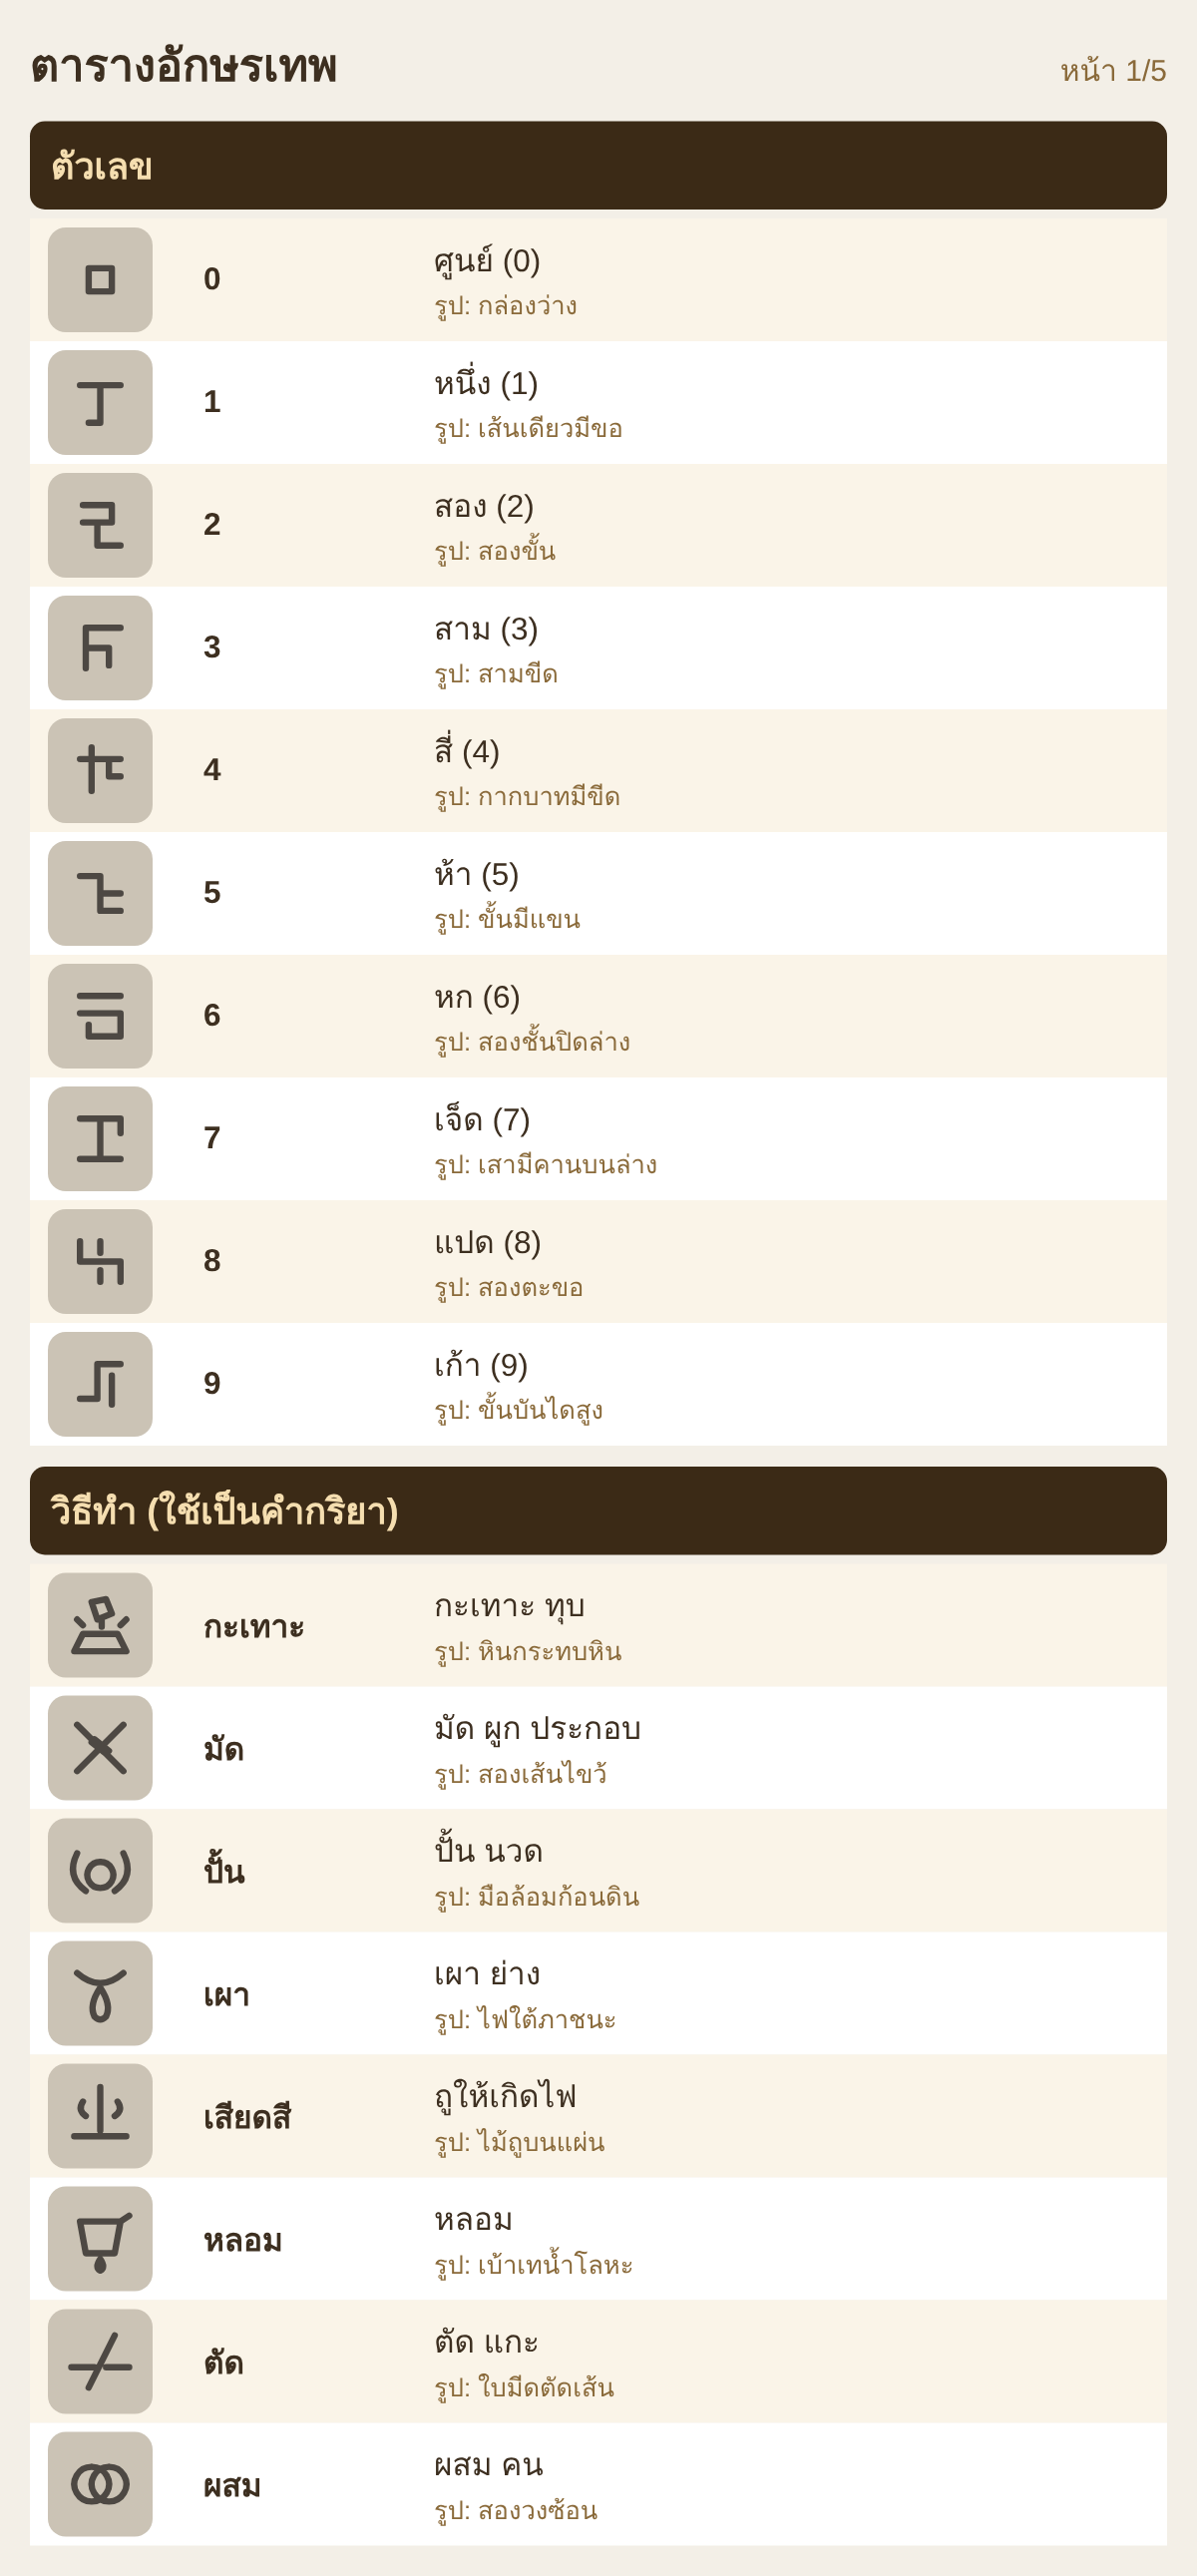 ตารางอักษรเทพ
หน้า 1/5
ตัวเลข
0
ศูนย์ (0)
รูป: กล่องว่าง
1
หนึ่ง (1)
รูป: เส้นเดียวมีขอ
2
สอง (2)
รูป: สองขั้น
3
สาม (3)
รูป: สามขีด
4
สี่ (4)
รูป: กากบาทมีขีด
5
ห้า (5)
รูป: ขั้นมีแขน
6
หก (6)
รูป: สองชั้นปิดล่าง
7
เจ็ด (7)
รูป: เสามีคานบนล่าง
8
แปด (8)
รูป: สองตะขอ
9
เก้า (9)
รูป: ขั้นบันไดสูง
วิธีทำ (ใช้เป็นคำกริยา)
กะเทาะ
กะเทาะ ทุบ
รูป: หินกระทบหิน
มัด
มัด ผูก ประกอบ
รูป: สองเส้นไขว้
ปั้น
ปั้น นวด
รูป: มือล้อมก้อนดิน
เผา
เผา ย่าง
รูป: ไฟใต้ภาชนะ
เสียดสี
ถูให้เกิดไฟ
รูป: ไม้ถูบนแผ่น
หลอม
หลอม
รูป: เบ้าเทน้ำโลหะ
ตัด
ตัด แกะ
รูป: ใบมีดตัดเส้น
ผสม
ผสม คน
รูป: สองวงซ้อน